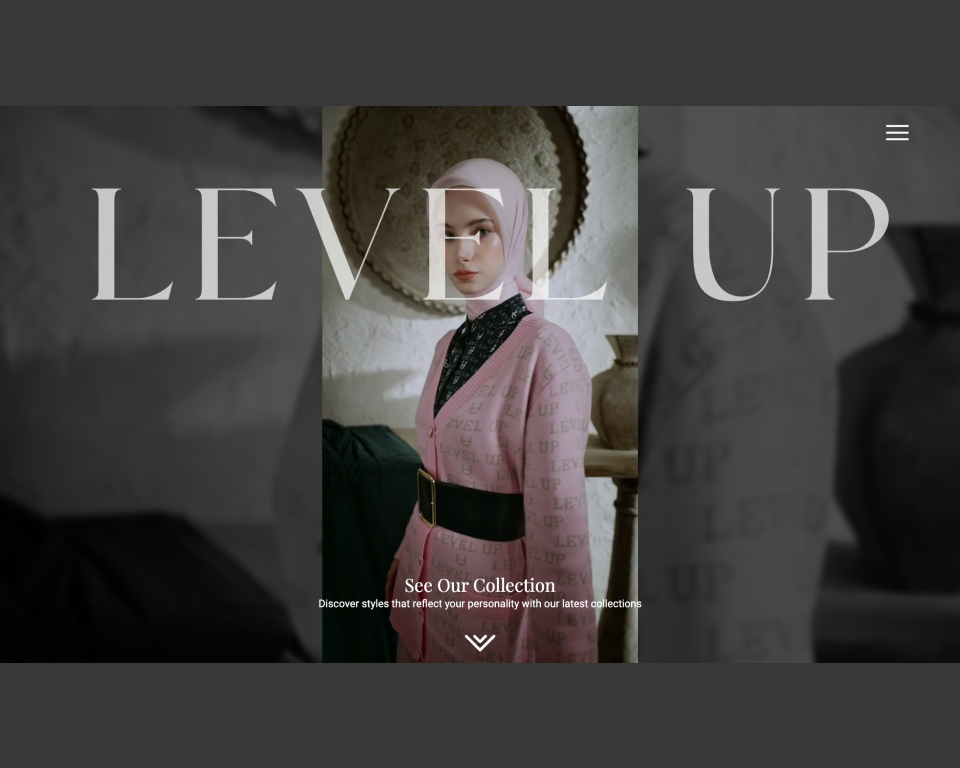 LEVEL UP
See Our Collection
Discover styles that reflect your personality with our latest collections